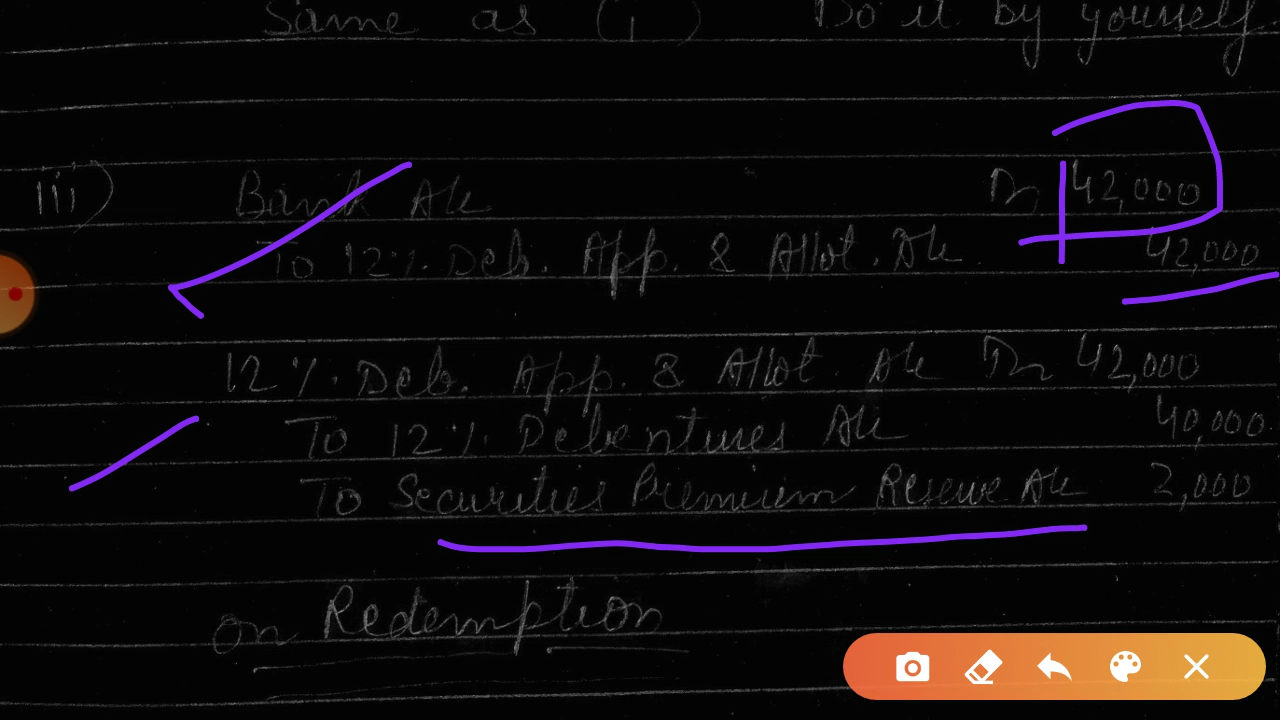 Same as (i) Do it by yourself.
iii) Bank A/c Dr 42,000
To 12% Deb. App. & Allot. A/c 42,000
12%. Deb. App. & Allot. A/c Dr 42,000
To 12% Debentures A/c 40,000.
To Securities Premium Reserve A/c 2,000
On Redemption